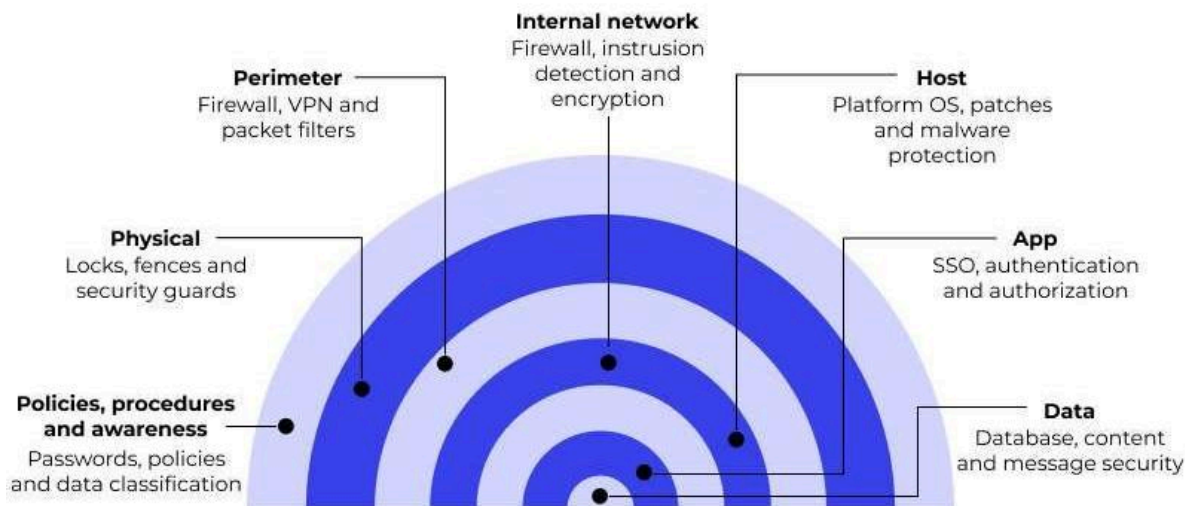 Internal network
Firewall, instrusion
detection and
encryption
Perimeter
Firewall, VPN and
packet filters
Host
Platform OS, patches
and malware
protection
Physical
Locks, fences and
security guards
App
SSO, authentication
and authorization
Policies, procedures
and awareness
Passwords, policies
and data classification
Data
Database, content
and message security